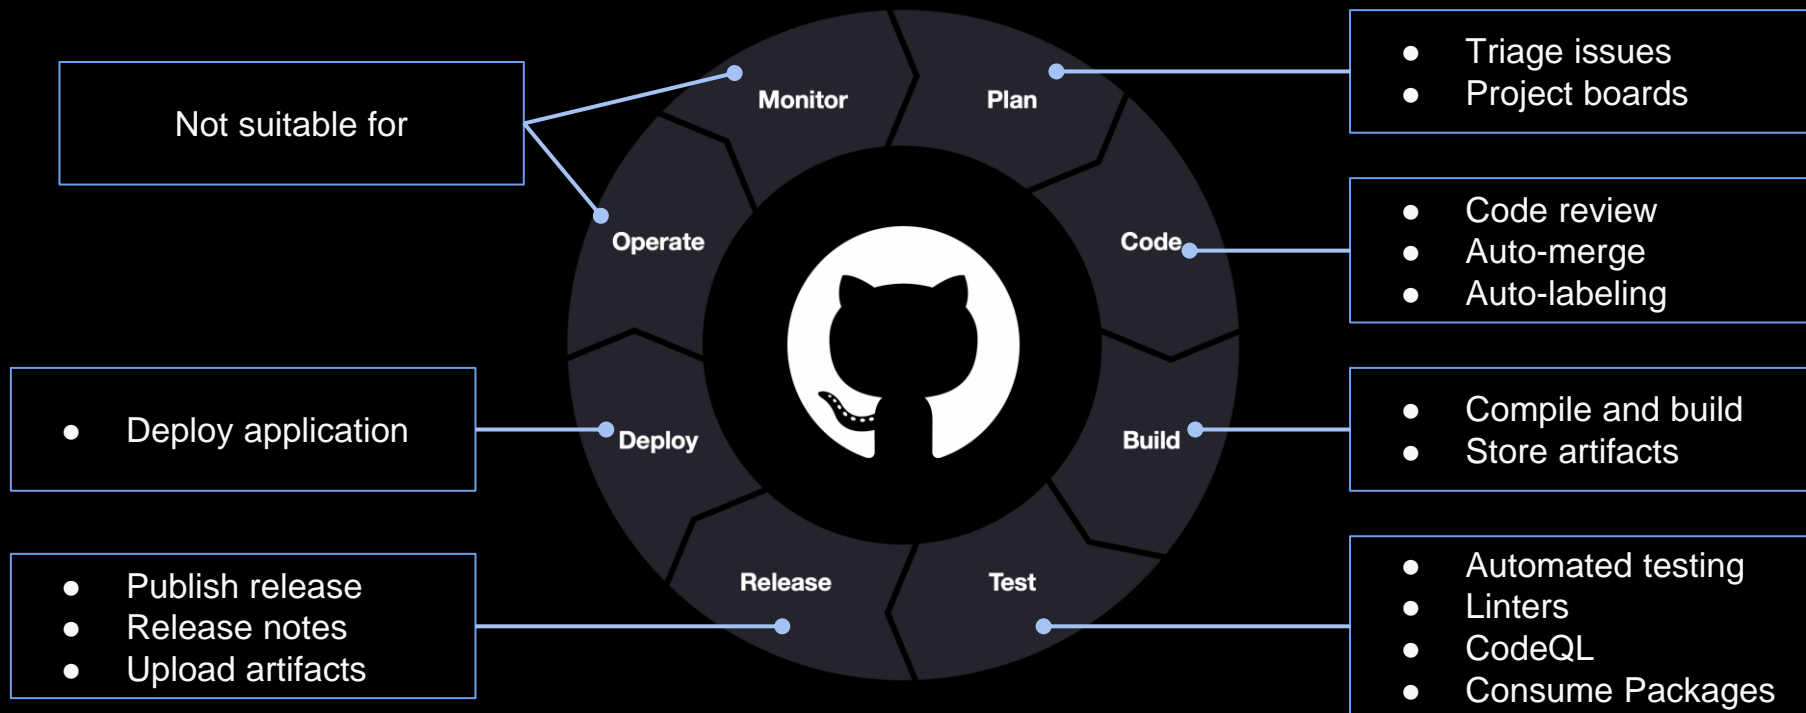 Not suitable for
Monitor
Plan
● Triage issues
● Project boards
Operate
Code
● Code review
● Auto-merge
● Auto-labeling
● Deploy application
Deploy
Build
● Compile and build
● Store artifacts
● Publish release
● Release notes
● Upload artifacts
Release
Test
● Automated testing
● Linters
● CodeQL
● Consume Packages